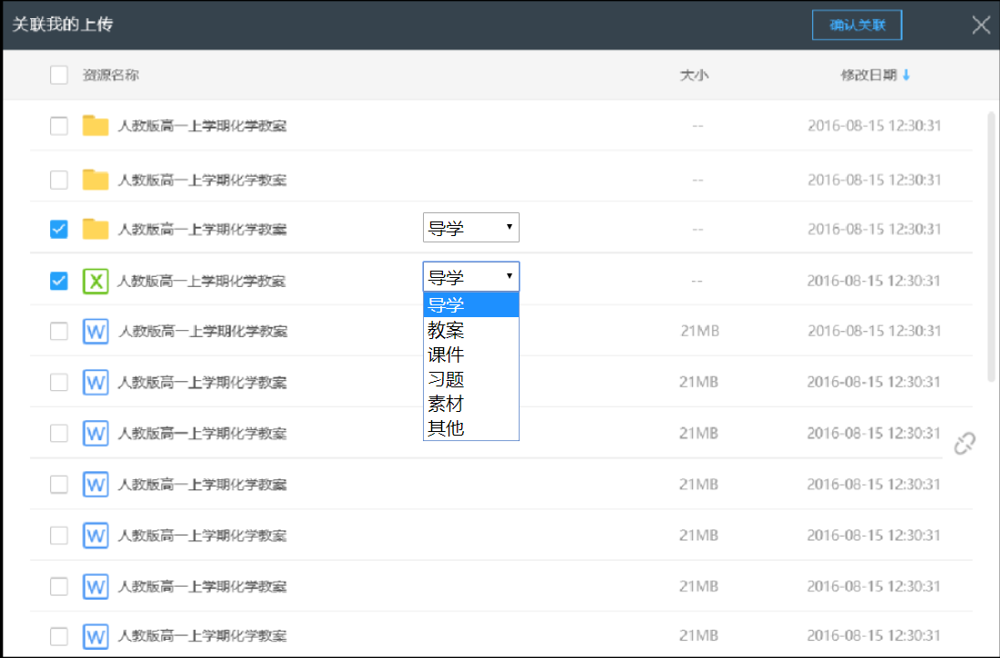 关联我的上传 确认关联
资源名称 大小 修改日期
人教版高一上学期化学教室 -- 2016-08-15 12:30:31
人教版高一上学期化学教室 -- 2016-08-15 12:30:31
人教版高一上学期化学教室 导学 -- 2016-08-15 12:30:31
人教版高一上学期化学教室 导学 -- 2016-08-15 12:30:31
导学
教案
课件
习题
素材
其他
W 人教版高一上学期化学教室 21MB 2016-08-15 12:30:31
W 人教版高一上学期化学教室 21MB 2016-08-15 12:30:31
W 人教版高一上学期化学教室 21MB 2016-08-15 12:30:31
W 人教版高一上学期化学教室 21MB 2016-08-15 12:30:31
W 人教版高一上学期化学教室 21MB 2016-08-15 12:30:31
W 人教版高一上学期化学教室 21MB 2016-08-15 12:30:31
W 人教版高一上学期化学教室 21MB 2016-08-15 12:30:31